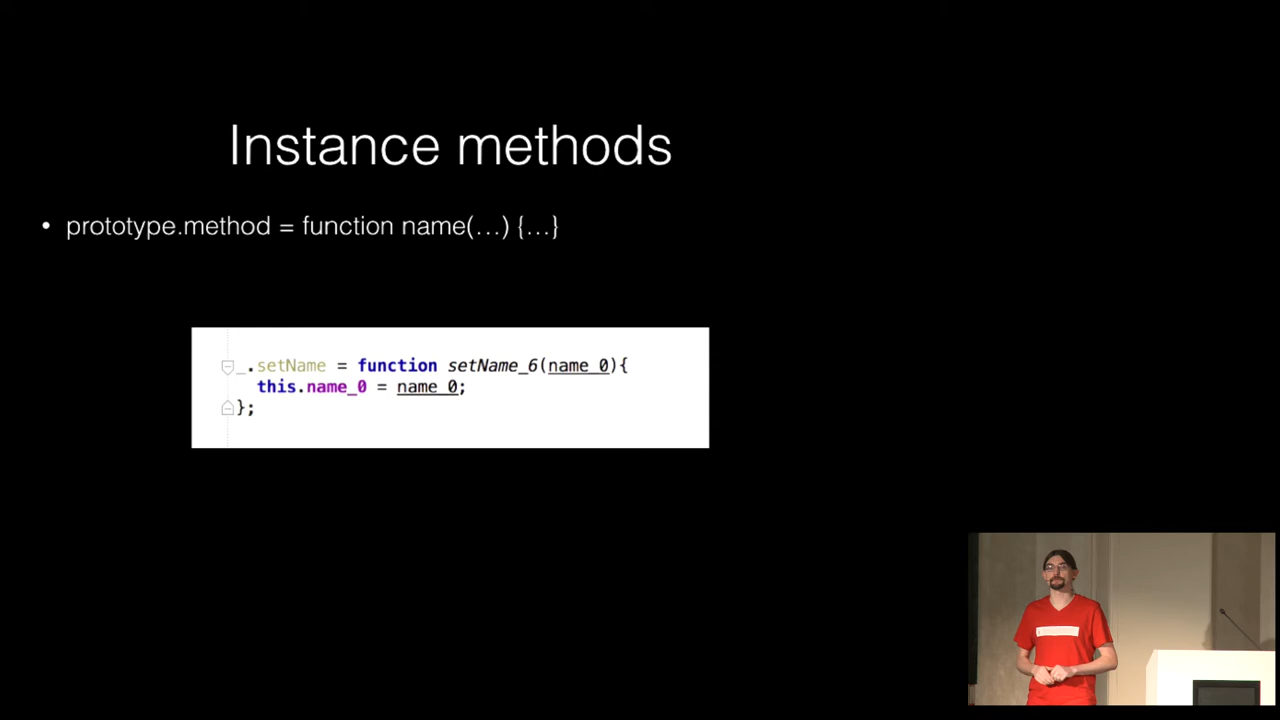 Instance methods
• prototype.method = function name(…) {…}
_.setName = function setName_6(name_0){
this.name_0 = name_0;
};